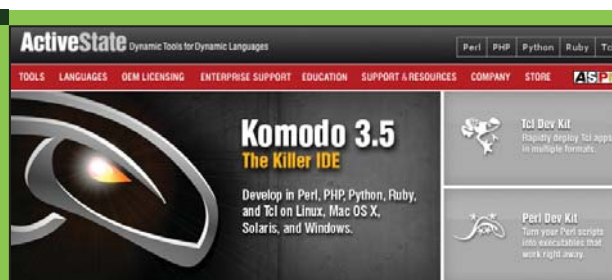 ActiveState Dynamic Tools for Dynamic Languages
Perl PHP Python Ruby
TOOLS LANGUAGES OEM LICENSING ENTERPRISE SUPPORT EDUCATION SUPPORT & RESOURCES COMPANY STORE
Komodo 3.5
The Killer IDE
Develop in Perl, PHP, Python, Ruby,
and Tcl on Linux, Mac OS X,
Solaris, and Windows.
Tcl Dev Kit
Rapidly deploy Tcl apps
in multiple formats.
Perl Dev Kit
Turn your Perl scripts
into executables that
work right away.